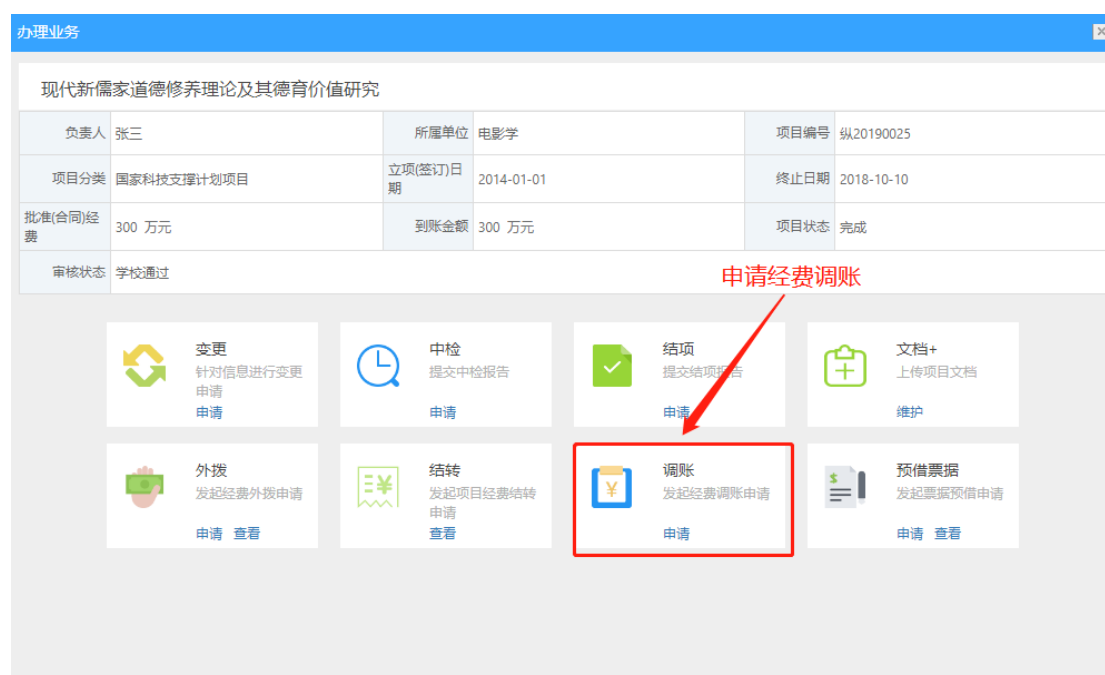 办理业务
现代新儒家道德修养理论及其德育价值研究
负责人 张三 所属单位 电影学 项目编号 纵20190025
项目分类 国家科技支撑计划项目 立项(签订)日期 2014-01-01 终止日期 2018-10-10
批准(合同)经费 300 万元 到账金额 300 万元 项目状态 完成
审核状态 学校通过
申请经费调账
变更 中检 结项 文档+
针对信息进行变更申请 提交中检报告 提交结项报告 上传项目文档
申请 申请 申请 维护
外拨 结转 调账 预借票据
发起经费外拨申请 发起项目经费结转申请 发起经费调账申请 发起票据预借申请
申请 查看 查看 申请 申请 查看